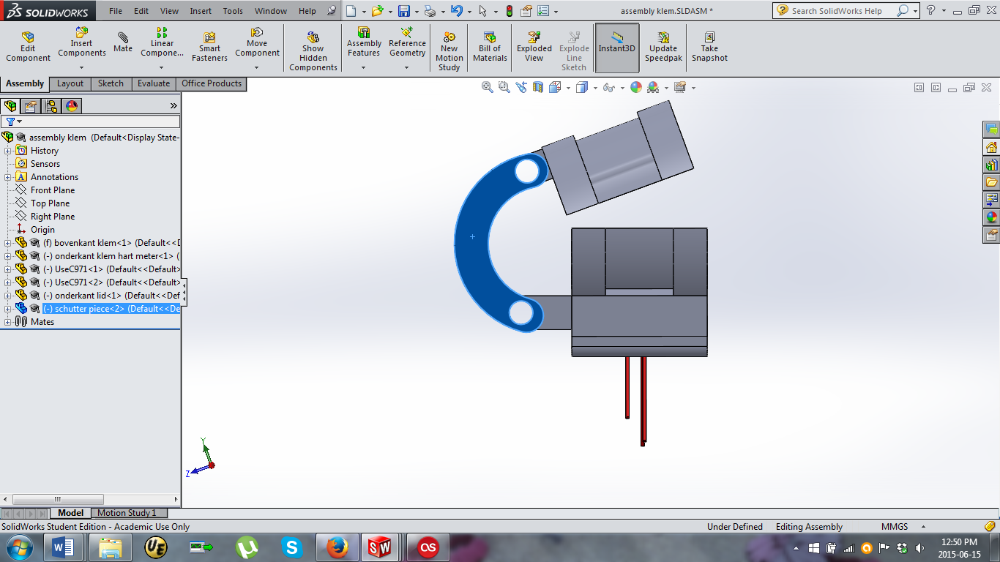 SOLIDWORKS
File Edit View Insert Tools Window Help
assembly klem.SLDASM *
Search SolidWorks Help
Edit Component
Insert Components
Mate
Linear Compone...
Smart Fasteners
Move Component
Show Hidden Components
Assembly Features
Reference Geometry
New Motion Study
Bill of Materials
Exploded View
Explode Line Sketch
Instant3D
Update Speedpak
Take Snapshot
Assembly Layout Sketch Evaluate Office Products
assembly klem (Default<Display State-
History
Sensors
Annotations
Front Plane
Top Plane
Right Plane
Origin
(f) bovenkant klem<1> (Default<<D
(-) onderkant klem hart meter<1> (
(-) UseC971<1> (Default<<Default>
(-) UseC971<2> (Default<<Default>
(-) onderkant lid<1> (Default<<Def
(-) schutter piece<2> (Default<<De
Mates
Y
Z
Model Motion Study 1
SolidWorks Student Edition - Academic Use Only
Under Defined Editing Assembly MMGS
12:50 PM
2015-06-15